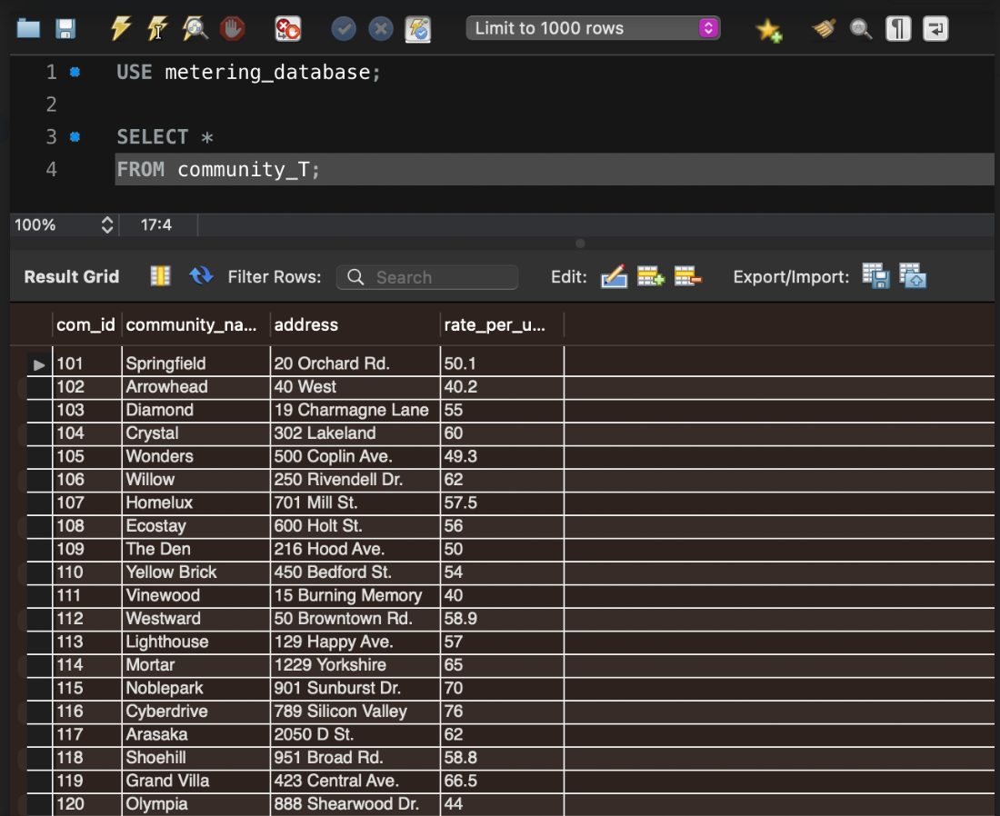 Limit to 1000 rows
1 USE metering_database;
2
3 SELECT *
4 FROM community_T;
100% 17:4
Result Grid Filter Rows: Search Edit: Export/Import:
com_id community_na... address rate_per_u...
101 Springfield 20 Orchard Rd. 50.1
102 Arrowhead 40 West 40.2
103 Diamond 19 Charmagne Lane 55
104 Crystal 302 Lakeland 60
105 Wonders 500 Coplin Ave. 49.3
106 Willow 250 Rivendell Dr. 62
107 Homelux 701 Mill St. 57.5
108 Ecostay 600 Holt St. 56
109 The Den 216 Hood Ave. 50
110 Yellow Brick 450 Bedford St. 54
111 Vinewood 15 Burning Memory 40
112 Westward 50 Browntown Rd. 58.9
113 Lighthouse 129 Happy Ave. 57
114 Mortar 1229 Yorkshire 65
115 Noblepark 901 Sunburst Dr. 70
116 Cyberdrive 789 Silicon Valley 76
117 Arasaka 2050 D St. 62
118 Shoehill 951 Broad Rd. 58.8
119 Grand Villa 423 Central Ave. 66.5
120 Olympia 888 Shearwood Dr. 44